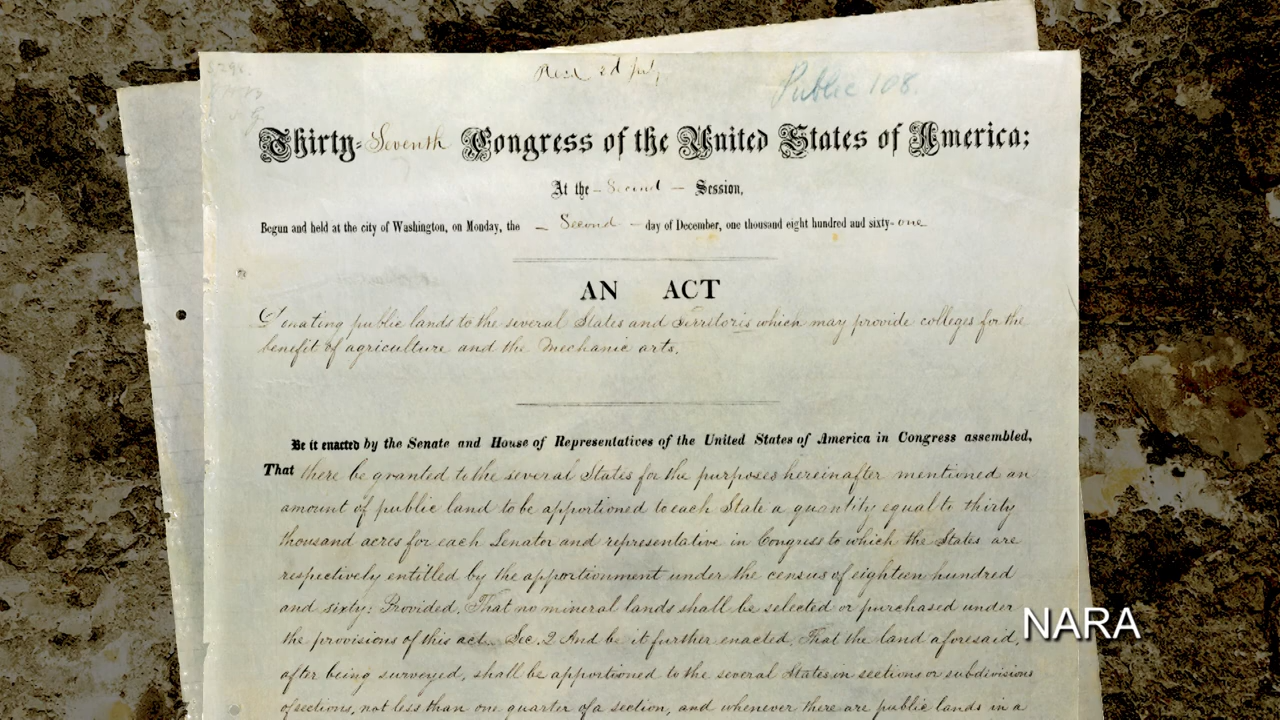 Recd 2d July
Public 108.
Thirty-Seventh Congress of the United States of America;
At the - Second - Session,
Begun and held at the city of Washington, on Monday, the - Second - day of December, one thousand eight hundred and sixty-one
AN ACT
Donating public lands to the several States and Territoris which may provide colleges for the
benefit of agriculture and the Mechanic arts.
Be it enacted by the Senate and House of Representatives of the United States of America in Congress assembled,
That there be granted to the several States for the purposes hereinafter mentioned an
amount of public land to be apportioned to each State a quantity equal to thirty
thousand acres for each Senator and representative in Congress to which the States are
respectively entitled by the apportionment under the census of eighteen hundred
and sixty: Provided, That no mineral lands shall be selected or purchased under
the provisions of this act. Sec. 2 And be it further enacted, That the land aforesaid,
after being surveyed, shall be apportioned to the several States in sections or subdivisions
of sections, not less than one quarter of a section, and whenever there are public lands in a
NARA